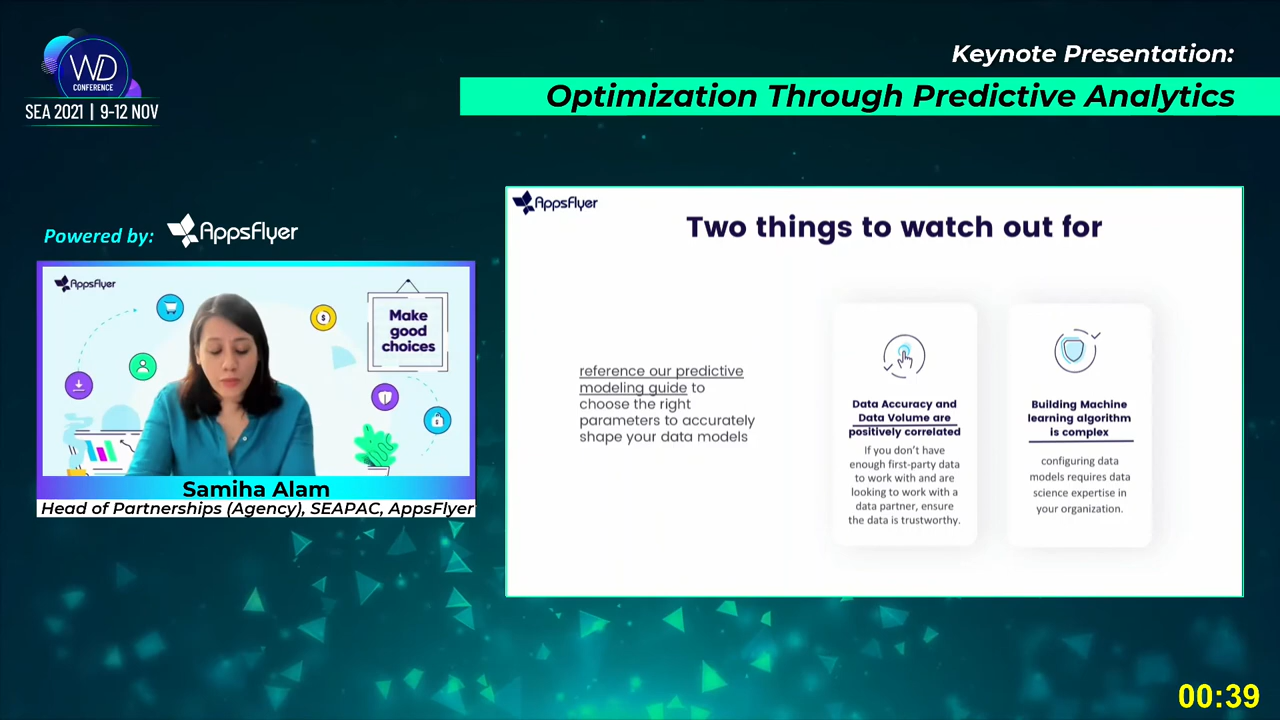 WD
CONFERENCE
SEA 2021 | 9-12 NOV
Keynote Presentation:
Optimization Through Predictive Analytics
Powered by: AppsFlyer
AppsFlyer
Make
good
choices
Samiha Alam
Head of Partnerships (Agency), SEAPAC, AppsFlyer
AppsFlyer
Two things to watch out for
reference our predictive
modeling guide to
choose the right
parameters to accurately
shape your data models
Data Accuracy and
Data Volume are
positively correlated
If you don't have
enough first-party data
to work with and are
looking to work with a
data partner, ensure
the data is trustworthy.
Building Machine
learning algorithm
is complex
configuring data
models requires data
science expertise in
your organization.
00:39